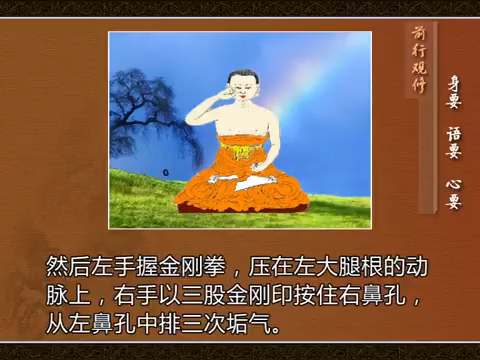 前行观修
身要 语要 心要
然后左手握金刚拳，压在左大腿根的动
脉上，右手以三股金刚印按住右鼻孔，
从左鼻孔中排三次垢气。